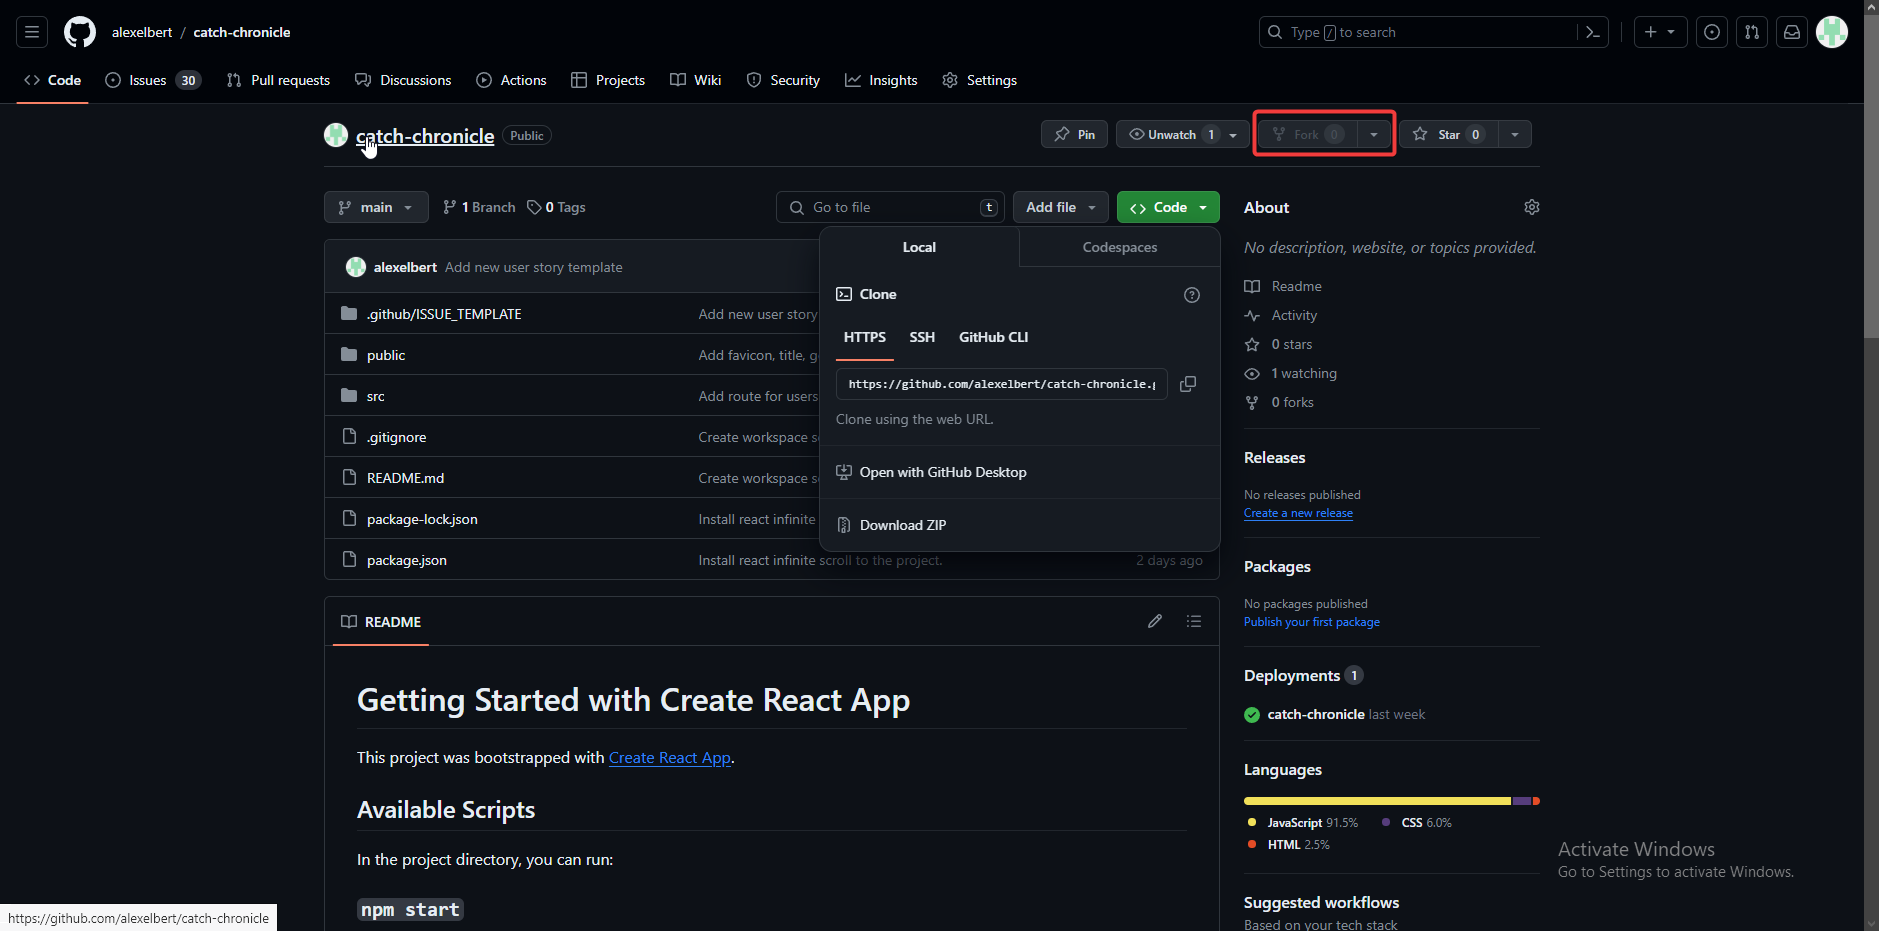 alexelbert / catch-chronicle
Type / to search
Code Issues 30 Pull requests Discussions Actions Projects Wiki Security Insights Settings
catch-chronicle Public
Pin Unwatch 1 Fork 0 Star 0
main 1 Branch 0 Tags Go to file t Add file Code
alexelbert Add new user story template
.github/ISSUE_TEMPLATE Add new user story
public Add favicon, title, g
src Add route for users
.gitignore Create workspace s
README.md Create workspace s
package-lock.json Install react infinite
package.json Install react infinite scroll to the project. 2 days ago
Local Codespaces
Clone
HTTPS SSH GitHub CLI
https://github.com/alexelbert/catch-chronicle.g
Clone using the web URL.
Open with GitHub Desktop
Download ZIP
README
Getting Started with Create React App
This project was bootstrapped with Create React App.
Available Scripts
In the project directory, you can run:
npm start
About
No description, website, or topics provided.
Readme
Activity
0 stars
1 watching
0 forks
Releases
No releases published
Create a new release
Packages
No packages published
Publish your first package
Deployments 1
catch-chronicle last week
Languages
JavaScript 91.5% CSS 6.0%
HTML 2.5%
Suggested workflows
Based on your tech stack
Activate Windows
Go to Settings to activate Windows.
https://github.com/alexelbert/catch-chronicle